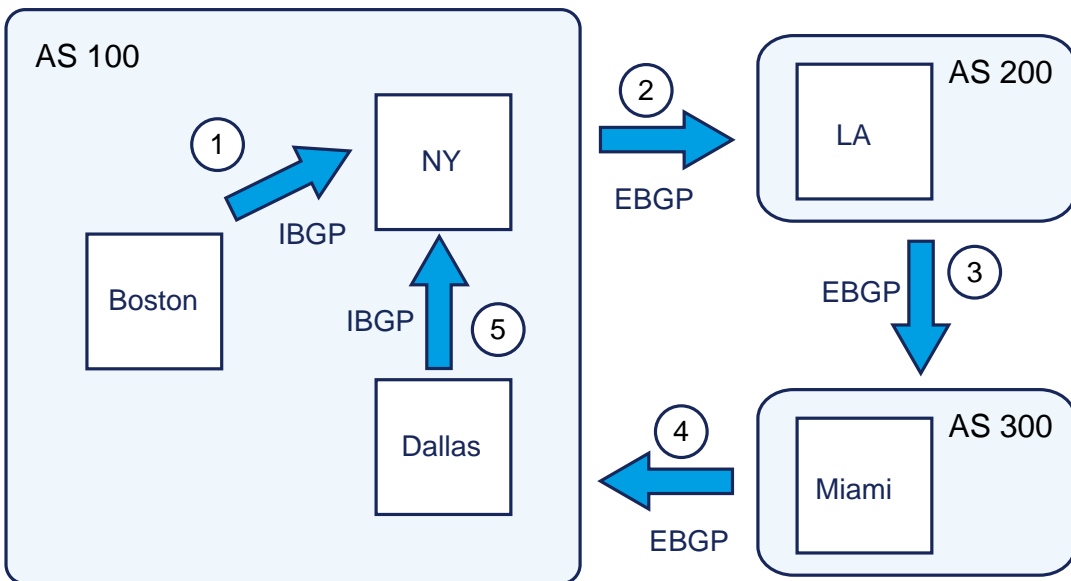 AS 100
1
IBGP
NY
Boston
IBGP
5
Dallas
2
EBGP
AS 200
LA
EBGP
3
AS 300
Miami
4
EBGP